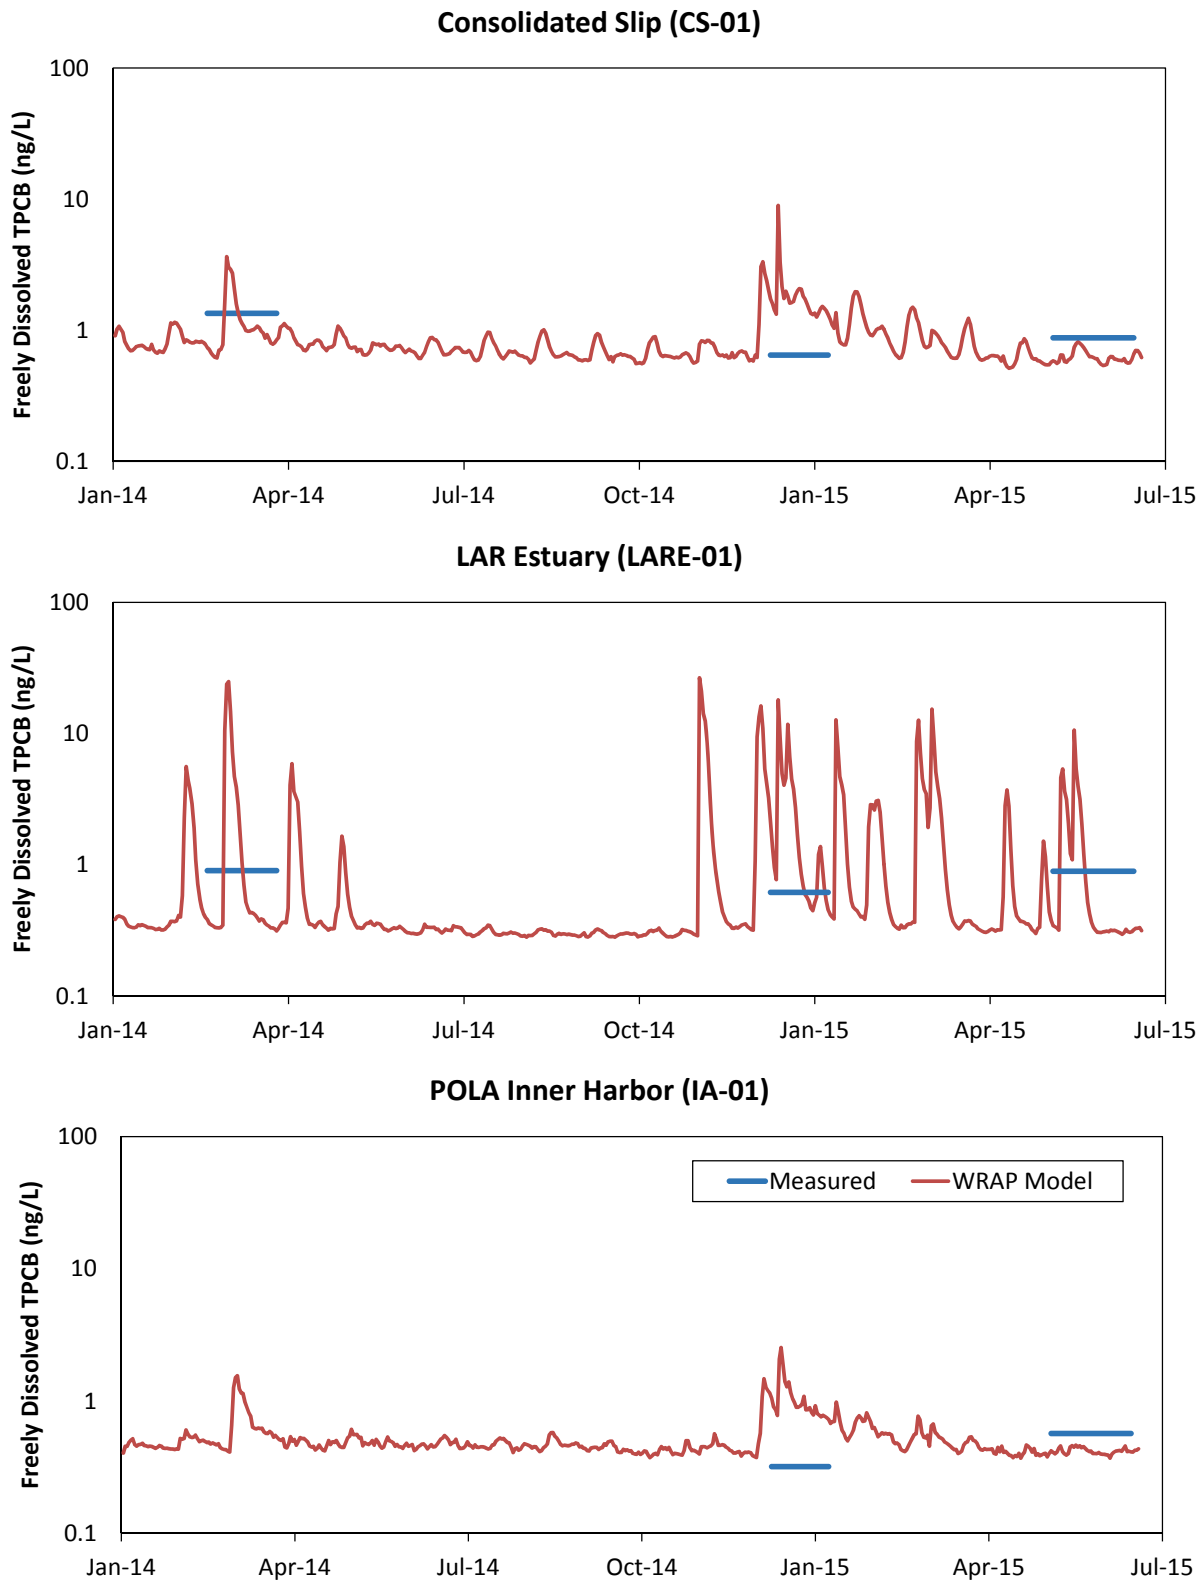 Consolidated Slip (CS-01)
Freely Dissolved TPCB (ng/L)
100
10
1
0.1
Jan-14 Apr-14 Jul-14 Oct-14 Jan-15 Apr-15 Jul-15
LAR Estuary (LARE-01)
Freely Dissolved TPCB (ng/L)
100
10
1
0.1
Jan-14 Apr-14 Jul-14 Oct-14 Jan-15 Apr-15 Jul-15
POLA Inner Harbor (IA-01)
Freely Dissolved TPCB (ng/L)
100
Measured WRAP Model
10
1
0.1
Jan-14 Apr-14 Jul-14 Oct-14 Jan-15 Apr-15 Jul-15